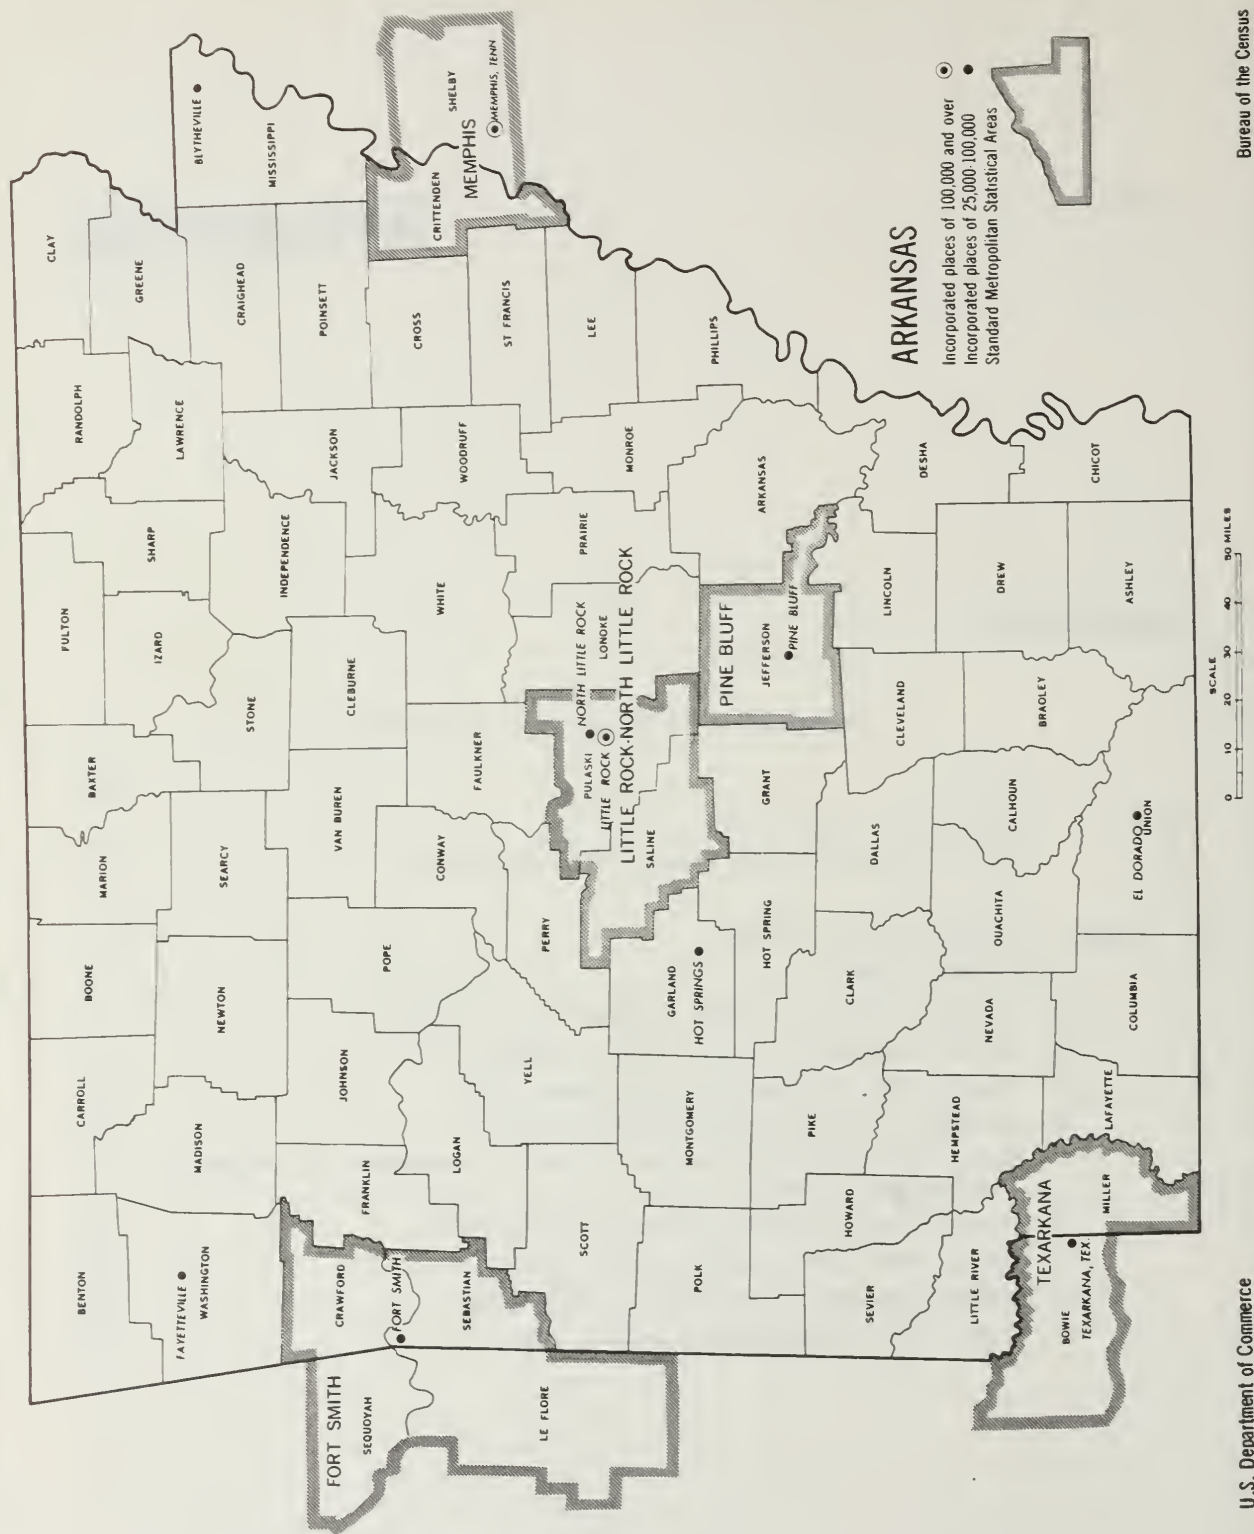 BENTON
CARROLL
BOONE
MARION
BAXTER
FULTON
RANDOLPH
CLAY
FAYETTEVILLE
WASHINGTON
MADISON
NEWTON
SEARCY
STONE
IZARD
SHARP
LAWRENCE
GREENE
BLYTHEVILLE
MISSISSIPPI
CRAIGHEAD
POINSETT
CRAWFORD
FRANKLIN
JOHNSON
POPE
VAN BUREN
CLEBURNE
INDEPENDENCE
JACKSON
FORT SMITH
SEQUOYAH
FORT SMITH
SEBASTIAN
LOGAN
CONWAY
FAULKNER
WHITE
WOODRUFF
CROSS
CRITTENDEN
MEMPHIS
SHELBY
MEMPHIS, TENN
ST FRANCIS
LE FLORE
SCOTT
YELL
PERRY
PULASKI
NORTH LITTLE ROCK
LITTLE ROCK
LITTLE ROCK-NORTH LITTLE ROCK
SALINE
LONOKE
PRAIRIE
MONROE
LEE
PHILLIPS
POLK
MONTGOMERY
GARLAND
HOT SPRINGS
HOT SPRING
GRANT
PINE BLUFF
JEFFERSON
PINE BLUFF
ARKANSAS
SEVIER
HOWARD
PIKE
CLARK
DALLAS
CLEVELAND
LINCOLN
DESHA
LITTLE RIVER
HEMPSTEAD
NEVADA
OUACHITA
CALHOUN
BRADLEY
DREW
CHICOT
TEXARKANA
BOWIE
TEXARKANA, TEX.
MILLER
LAFAYETTE
COLUMBIA
EL DORADO
UNION
ASHLEY
ARKANSAS
Incorporated places of 100,000 and over
Incorporated places of 25,000-100,000
Standard Metropolitan Statistical Areas
SCALE
0 10 20 30 40 50 MILES
U.S. Department of Commerce
Bureau of the Census